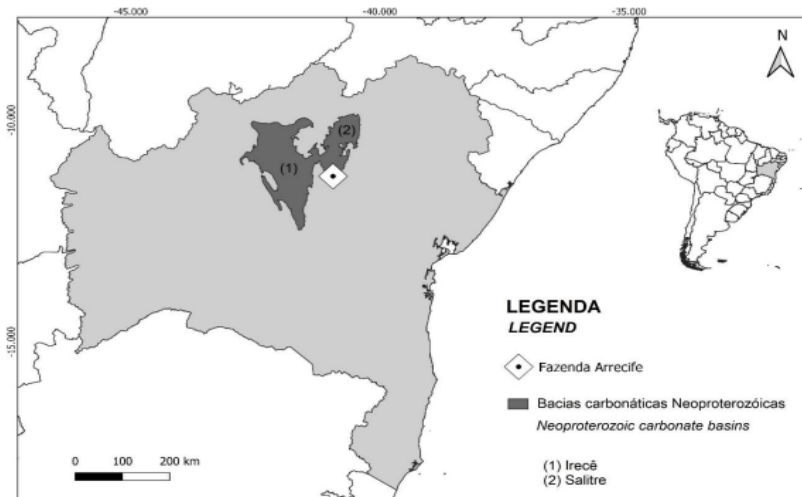 -45.000 -40.000 -35.000
N
-10.000
(2)
(1)
-15.000
LEGENDA
LEGEND
Fazenda Arrecife
Bacias carbonáticas Neoproterozóicas
Neoproterozoic carbonate basins
(1) Irecê
(2) Salitre
0 100 200 km